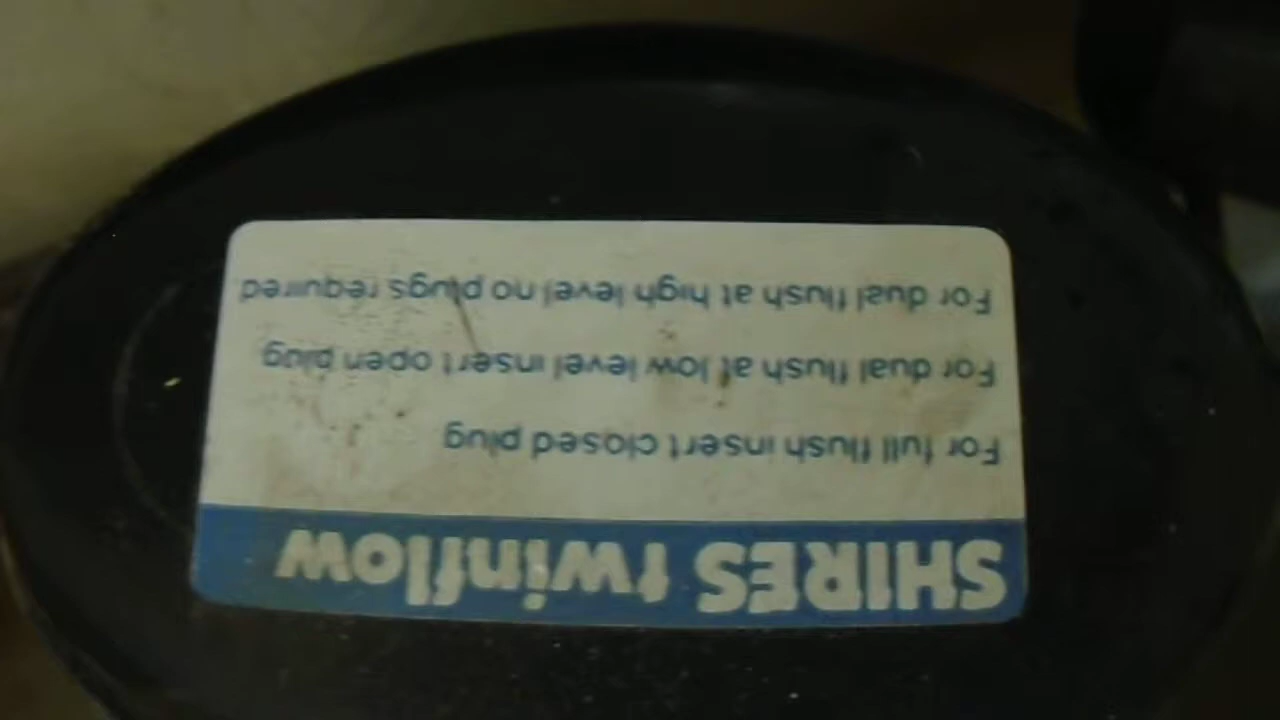 SHIRES twinflow
For full flush insert closed plug
For dual flush at low level insert open plug
For dual flush at high level no plugs required